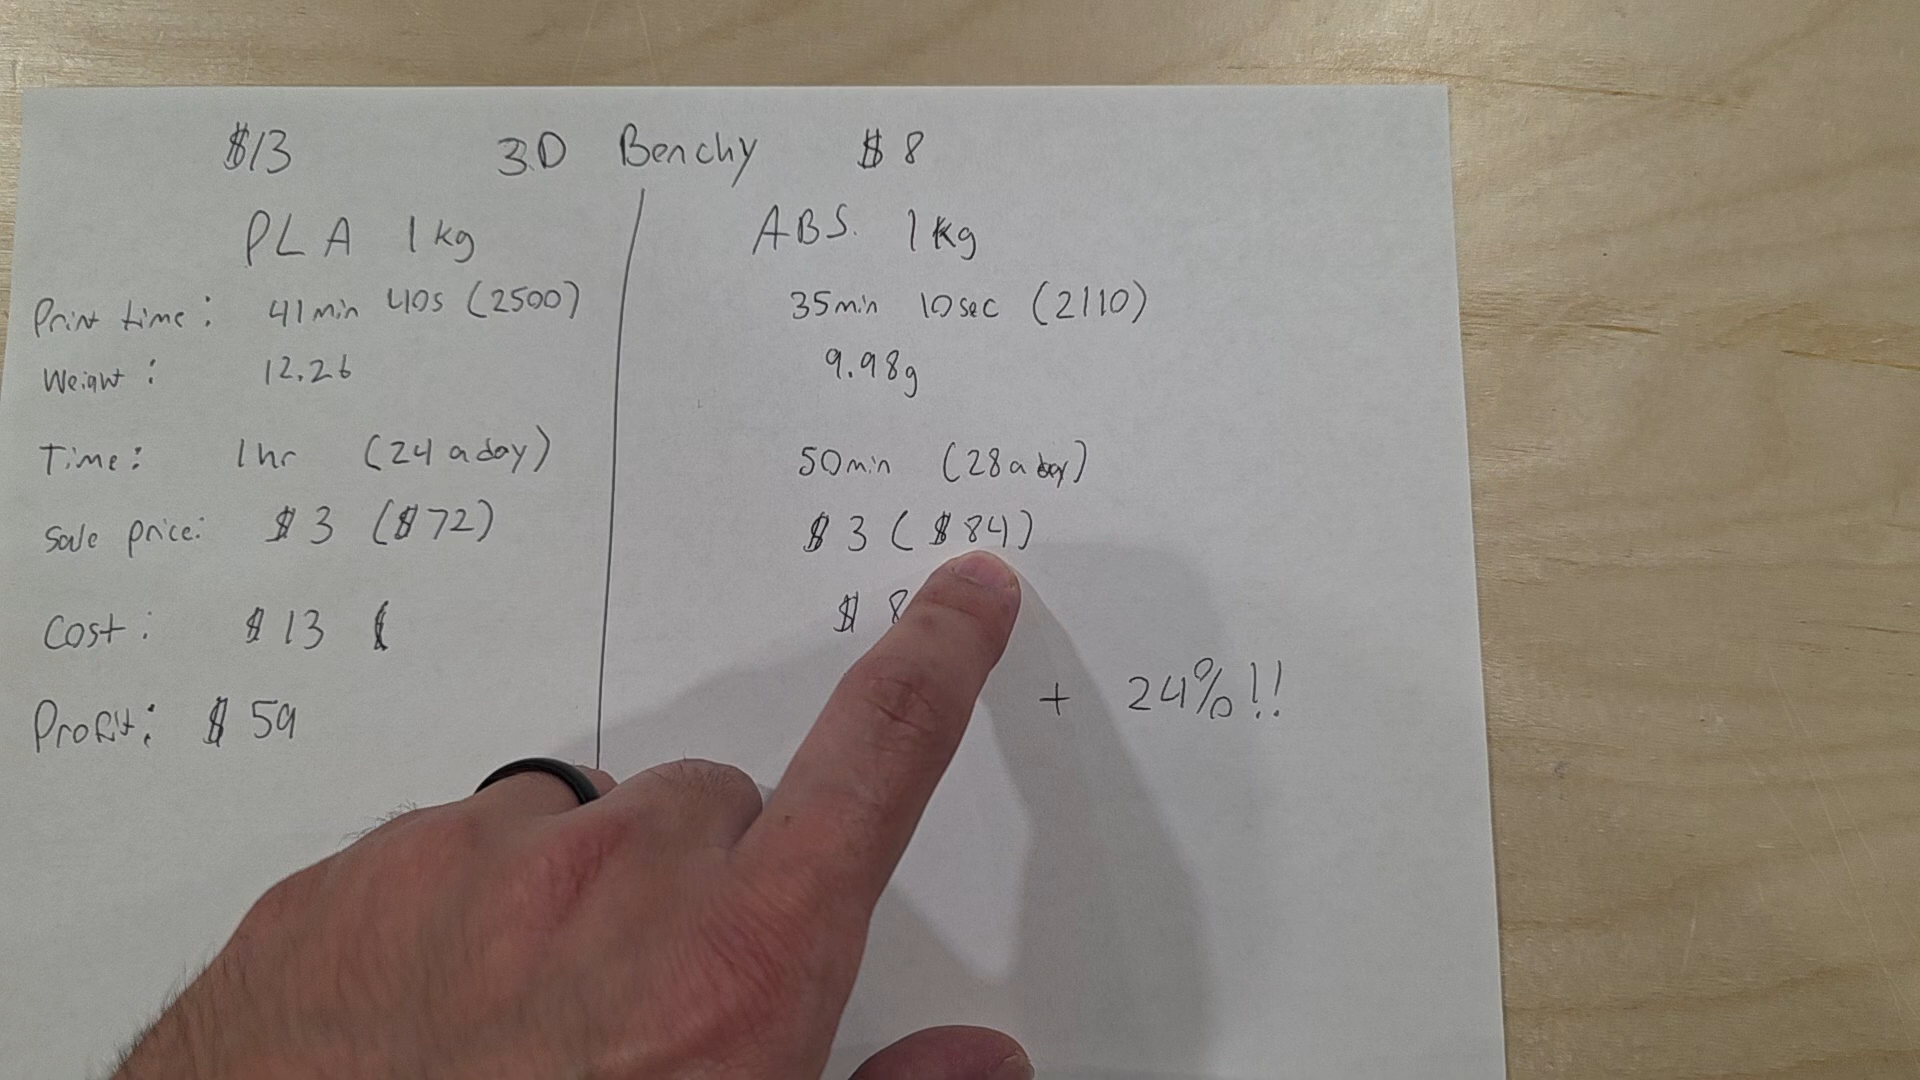 $13 3D Benchy $8
PLA 1kg ABS. 1kg
Print time: 41min 40s (2500) 35min 10sec (2110)
Weight: 12.26 9.98g
Time: 1hr (24 a day) 50min (28 a day)
Sale price: $3 ($72) $3 ($84)
Cost: $13 $8
Profit: $59 + 24%!!